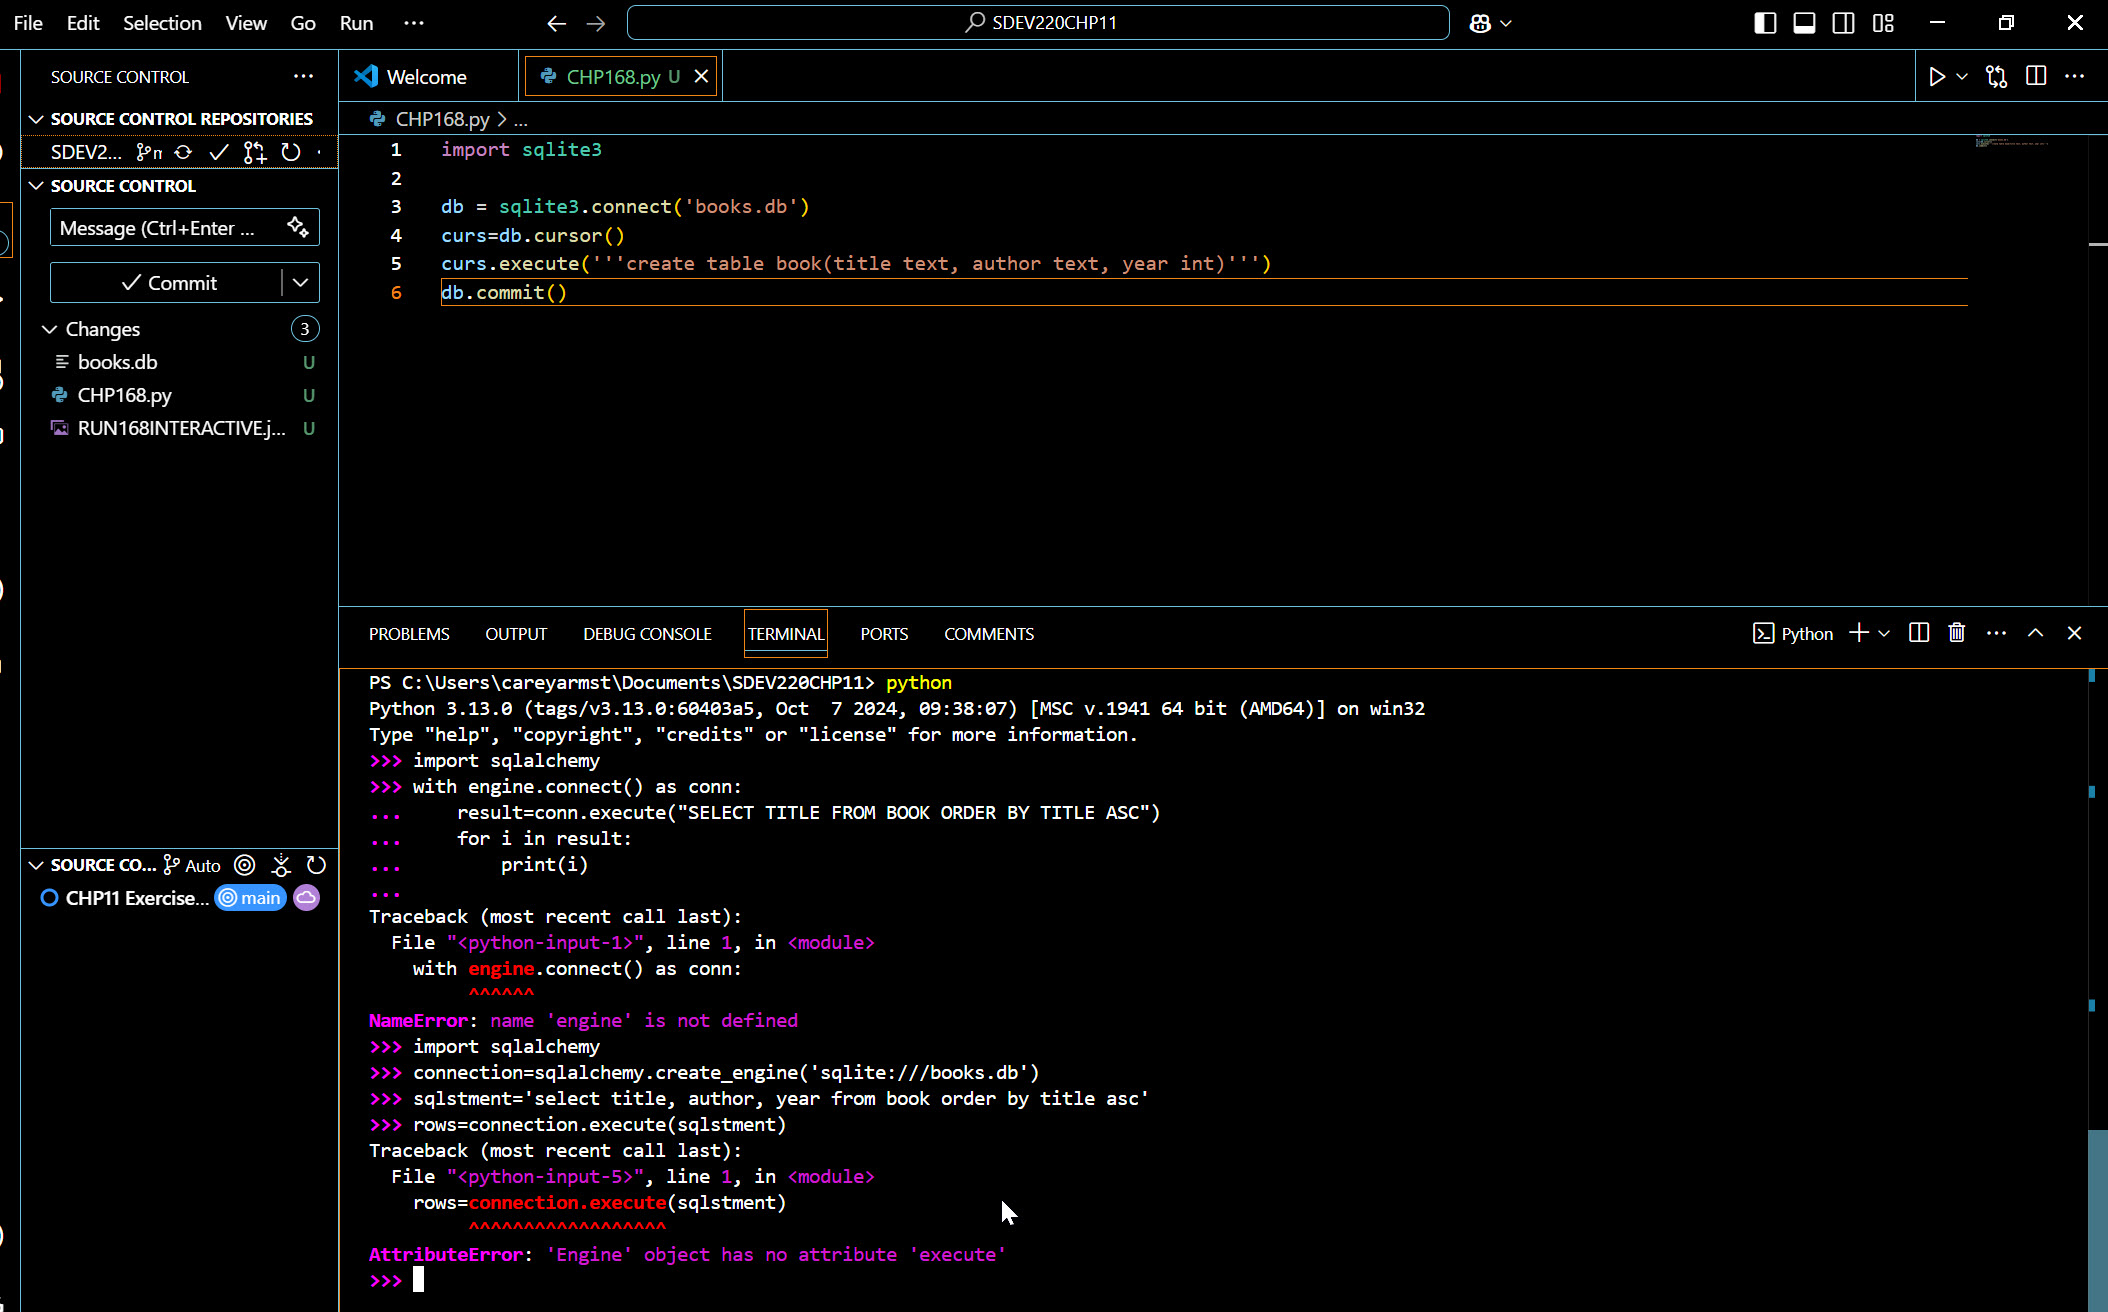 File Edit Selection View Go Run ...
SDEV220CHP11
SOURCE CONTROL ...
SOURCE CONTROL REPOSITORIES
SDEV2...
SOURCE CONTROL
Message (Ctrl+Enter ...
Commit
Changes 3
books.db U
CHP168.py U
RUN168INTERACTIVE.j... U
SOURCE CO... Auto
CHP11 Exercise... main
Welcome CHP168.py U
CHP168.py > ...
1 import sqlite3
2
3 db = sqlite3.connect('books.db')
4 curs=db.cursor()
5 curs.execute('''create table book(title text, author text, year int)''')
6 db.commit()
PROBLEMS OUTPUT DEBUG CONSOLE TERMINAL PORTS COMMENTS
Python
PS C:\Users\careyarmst\Documents\SDEV220CHP11> python
Python 3.13.0 (tags/v3.13.0:60403a5, Oct  7 2024, 09:38:07) [MSC v.1941 64 bit (AMD64)] on win32
Type "help", "copyright", "credits" or "license" for more information.
>>> import sqlalchemy
>>> with engine.connect() as conn:
...     result=conn.execute("SELECT TITLE FROM BOOK ORDER BY TITLE ASC")
...     for i in result:
...         print(i)
...
Traceback (most recent call last):
  File "<python-input-1>", line 1, in <module>
    with engine.connect() as conn:
         ^^^^^^
NameError: name 'engine' is not defined
>>> import sqlalchemy
>>> connection=sqlalchemy.create_engine('sqlite:///books.db')
>>> sqlstment='select title, author, year from book order by title asc'
>>> rows=connection.execute(sqlstment)
Traceback (most recent call last):
  File "<python-input-5>", line 1, in <module>
    rows=connection.execute(sqlstment)
         ^^^^^^^^^^^^^^^^^^
AttributeError: 'Engine' object has no attribute 'execute'
>>>